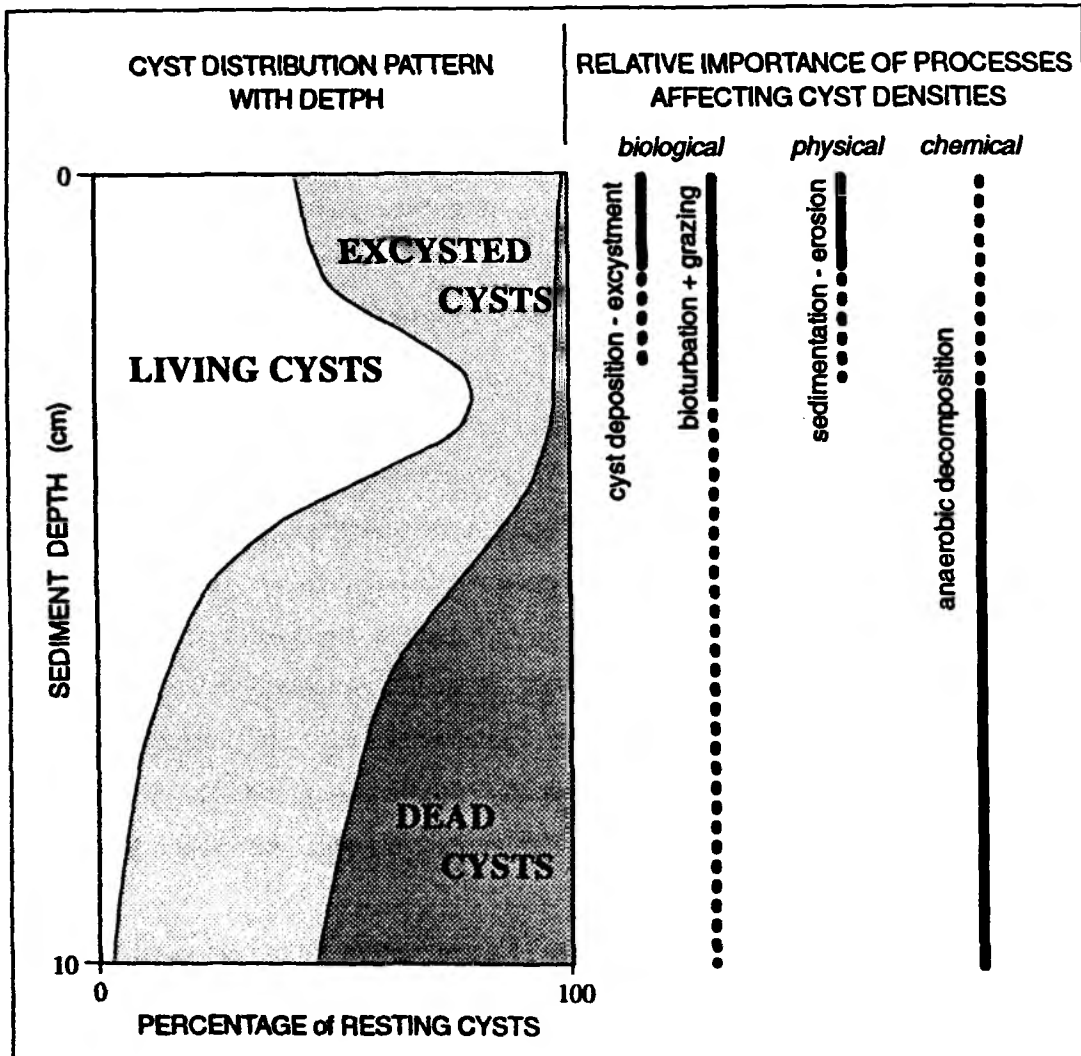 CYST DISTRIBUTION PATTERN
WITH DETPH
RELATIVE IMPORTANCE OF PROCESSES
AFFECTING CYST DENSITIES
biological
physical
chemical
0
EXCYSTED
CYSTS
LIVING CYSTS
DEAD
CYSTS
SEDIMENT DEPTH (cm)
10
0
100
PERCENTAGE of RESTING CYSTS
cyst deposition - excystment
bioturbation + grazing
sedimentation - erosion
anaerobic decomposition